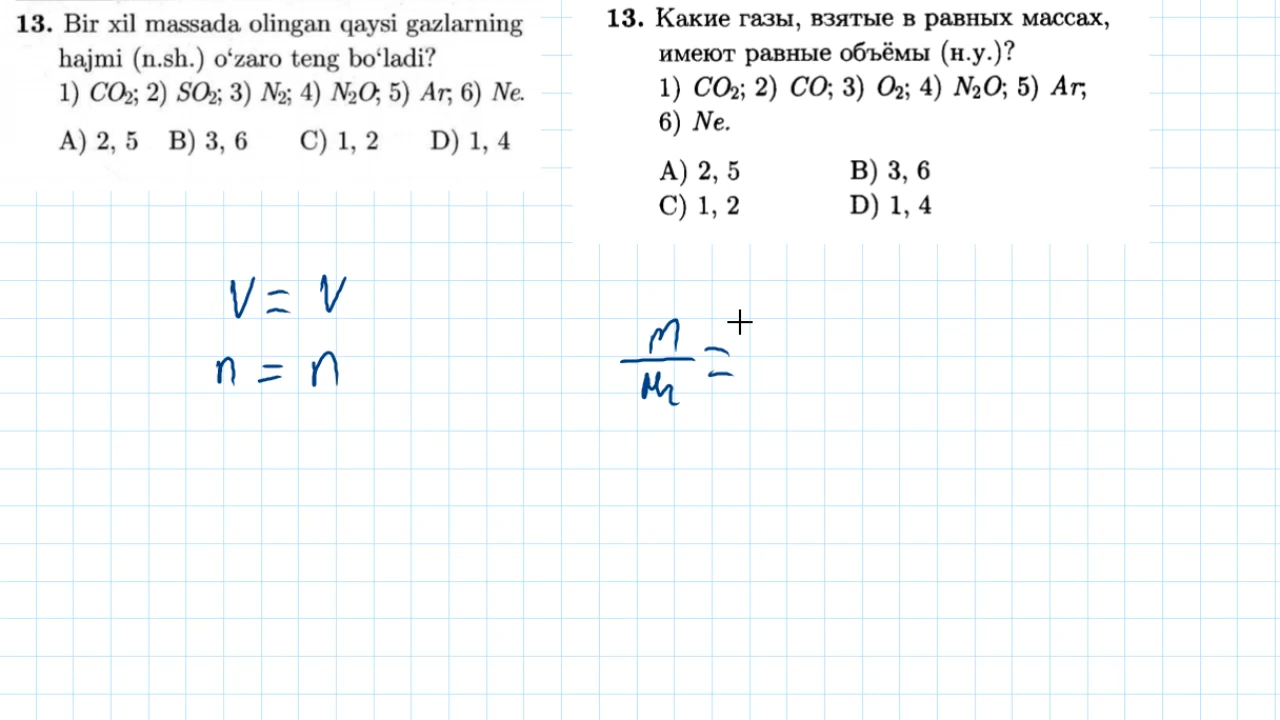 13. Bir xil massada olingan qaysi gazlarning
hajmi (n.sh.) o‘zaro teng bo‘ladi?
1) CO₂; 2) SO₂; 3) N₂; 4) N₂O; 5) Ar; 6) Ne.
A) 2, 5 B) 3, 6 C) 1, 2 D) 1, 4
13. Какие газы, взятые в равных массах,
имеют равные объёмы (н.у.)?
1) CO₂; 2) CO; 3) O₂; 4) N₂O; 5) Ar;
6) Ne.
A) 2, 5 B) 3, 6
C) 1, 2 D) 1, 4
V = V
n = n
m
=